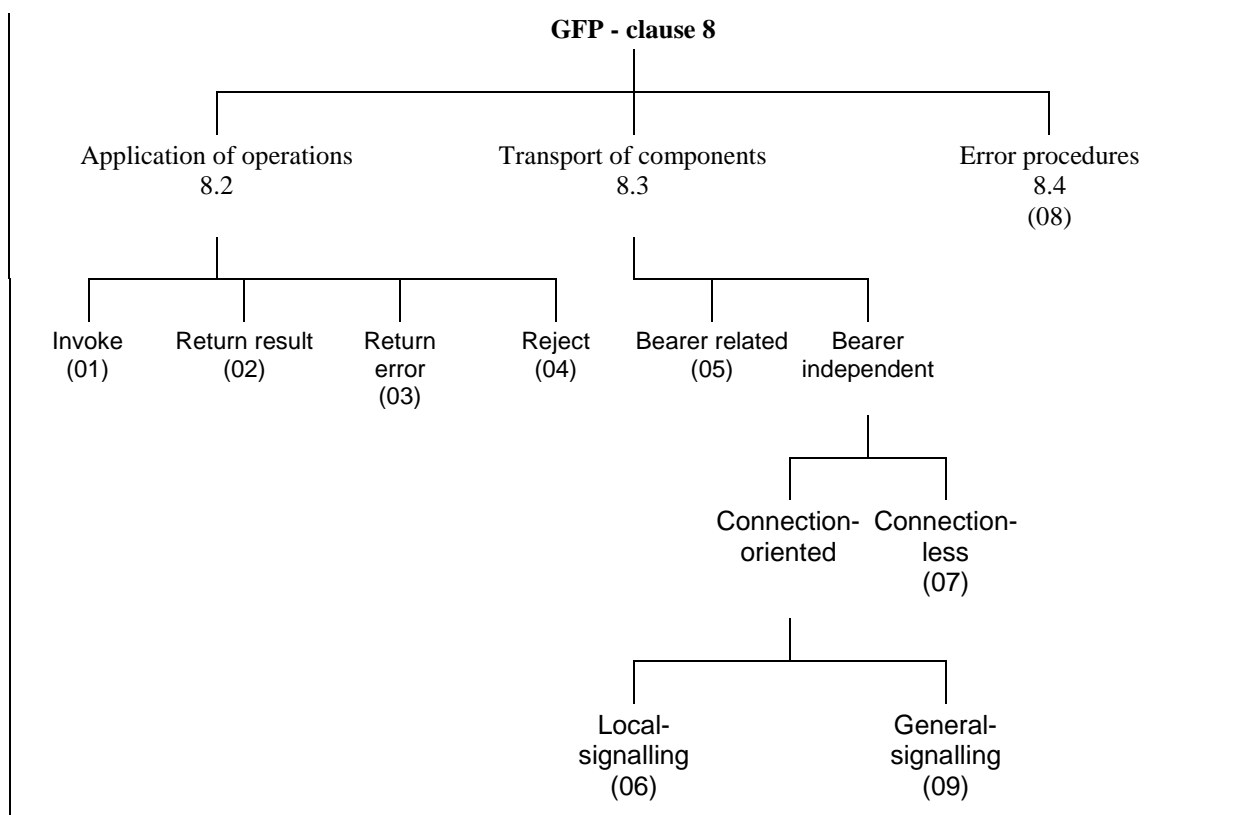 GFP - clause 8
Application of operations
8.2
Transport of components
8.3
Error procedures
8.4
(08)
Invoke
(01)
Return result
(02)
Return
error
(03)
Reject
(04)
Bearer related
(05)
Bearer
independent
Connection-
oriented
Connection-
less
(07)
Local-
signalling
(06)
General-
signalling
(09)